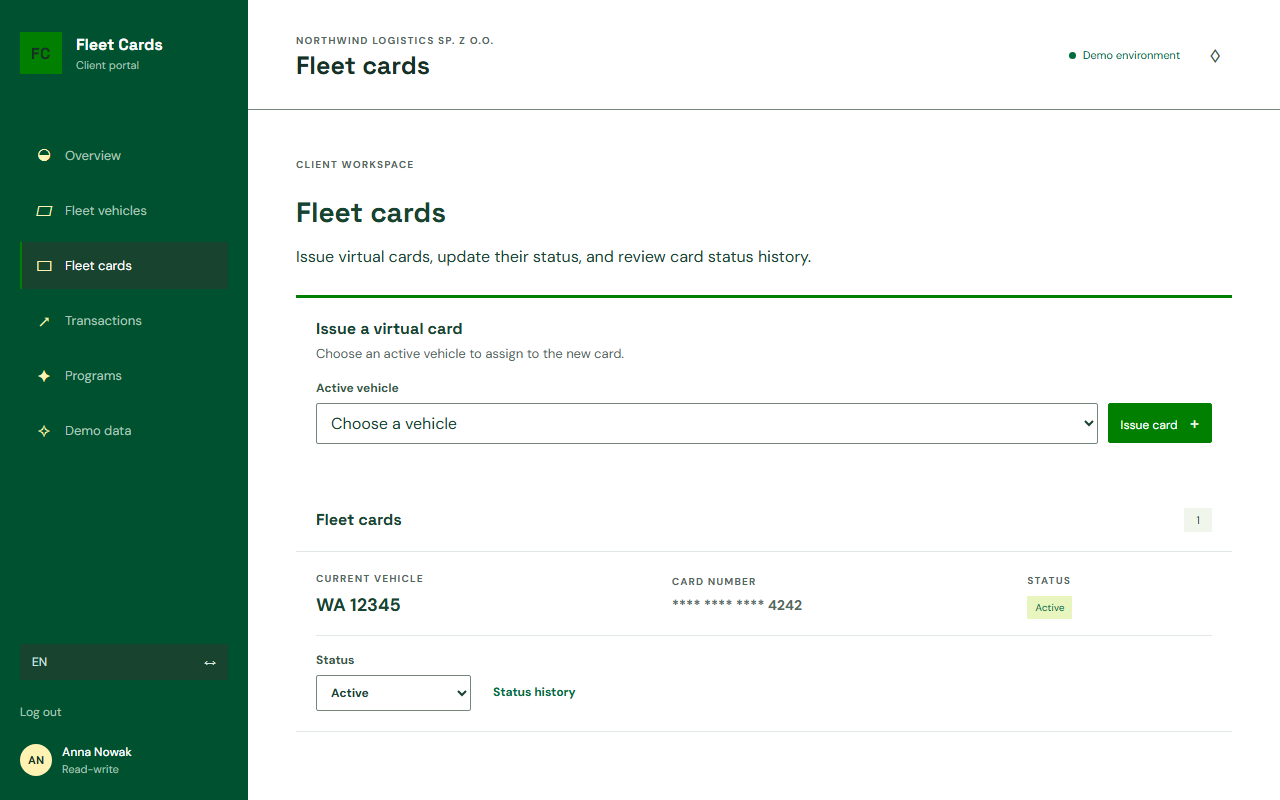 FC
Fleet Cards
Client portal
Overview
Fleet vehicles
Fleet cards
Transactions
Programs
Demo data
EN
Log out
AN
Anna Nowak
Read-write
NORTHWIND LOGISTICS SP. Z O.O.
Fleet cards
Demo environment
CLIENT WORKSPACE
Fleet cards
Issue virtual cards, update their status, and review card status history.
Issue a virtual card
Choose an active vehicle to assign to the new card.
Active vehicle
Choose a vehicle
Issue card +
Fleet cards
1
CURRENT VEHICLE
WA 12345
CARD NUMBER
**** **** **** 4242
STATUS
Active
Status
Active
Status history